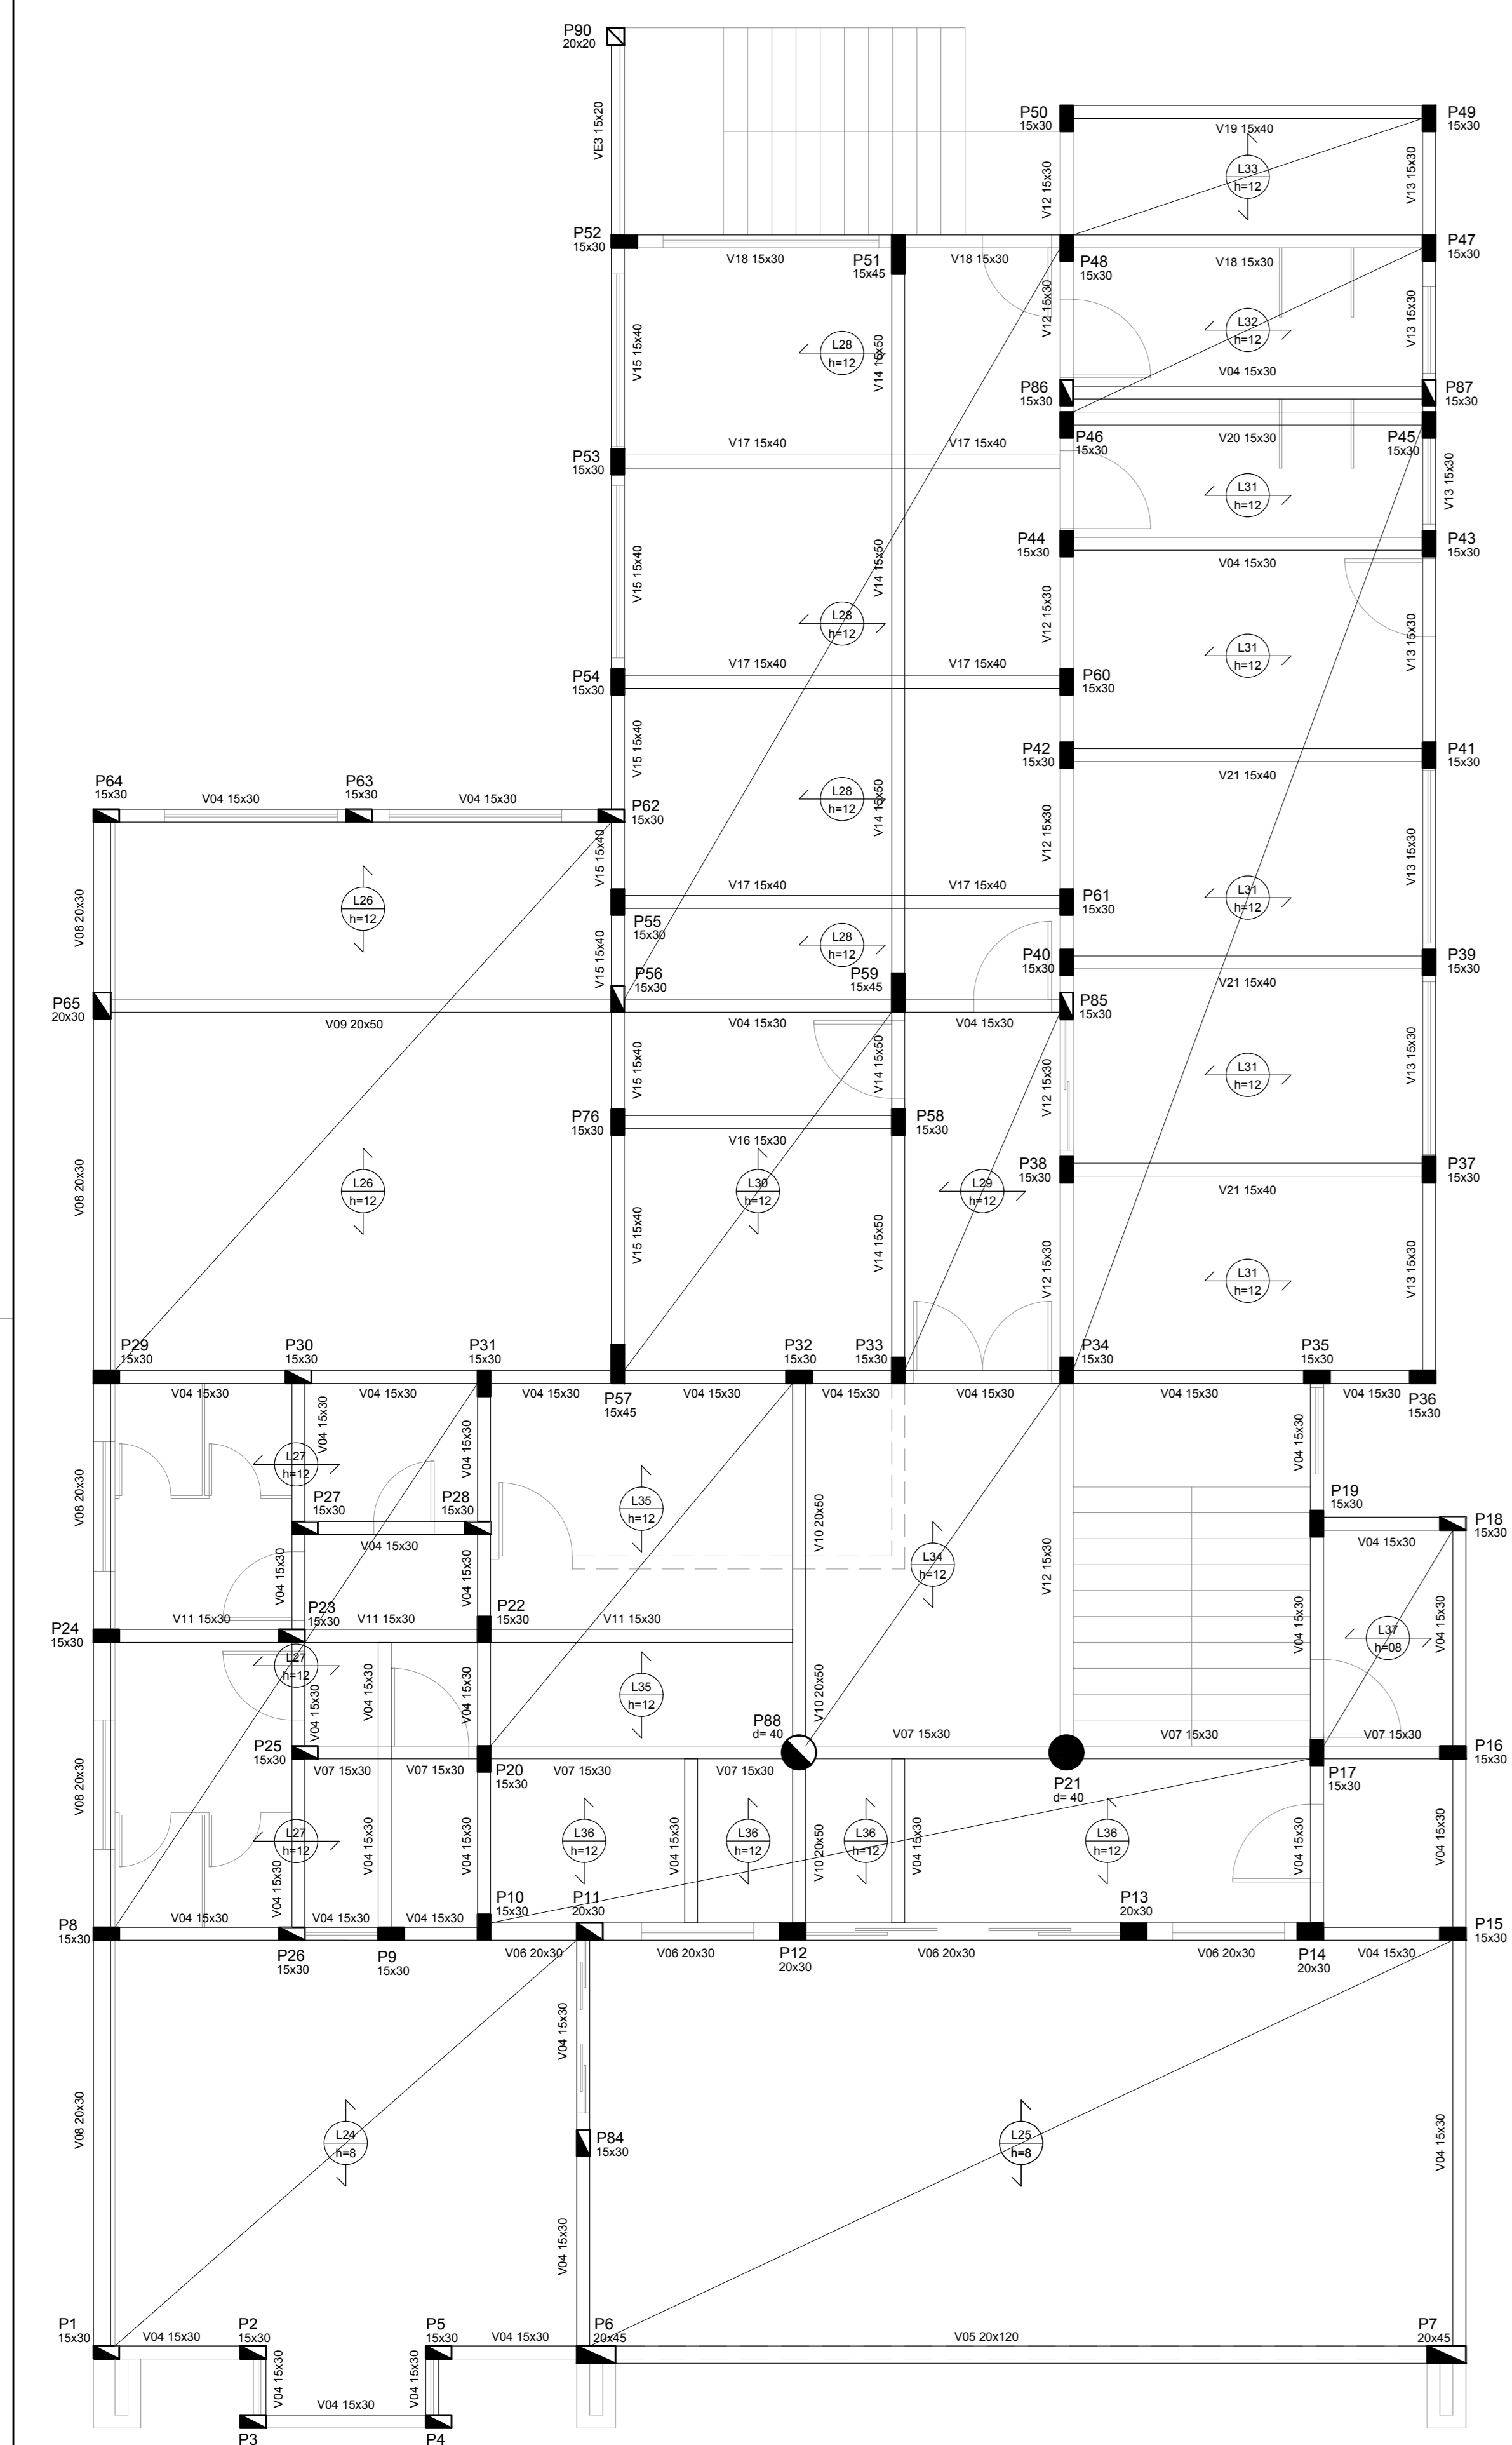 P90
20x20
VE3 15x20
P50
15x30
P49
15x30
V19 15x40
V12 15x30
L33
h=12
V13 15x30
P52
15x30
V18 15x30
P51
15x45
V18 15x30
P48
15x30
V18 15x30
P47
15x30
V12 15x30
L32
h=12
V13 15x30
V15 15x40
L28
h=12
V14 15x50
P86
15x30
V04 15x30
P87
15x30
P53
15x30
V17 15x40
V17 15x40
P46
15x30
V20 15x30
P45
15x30
L31
h=12
V13 15x30
V15 15x40
V14 15x50
P44
15x30
V04 15x30
P43
15x30
L28
h=12
V12 15x30
L31
h=12
V13 15x30
P54
15x30
V17 15x40
V17 15x40
P60
15x30
V15 15x40
P42
15x30
V21 15x40
P41
15x30
P64
15x30
V04 15x30
P63
15x30
V04 15x30
P62
15x30
L28
h=12
V14 15x50
V12 15x30
V13 15x30
V15 15x40
V08 20x30
L26
h=12
V17 15x40
V17 15x40
P61
15x30
L31
h=12
P55
15x30
V15 15x40
L28
h=12
P40
15x30
V21 15x40
P39
15x30
P65
20x30
V09 20x50
P56
15x30
P59
15x45
V04 15x30
V04 15x30
P85
15x30
V15 15x40
V14 15x50
V12 15x30
L31
h=12
V13 15x30
P76
15x30
V16 15x30
P58
15x30
V08 20x30
L26
h=12
L30
h=12
L29
h=12
P38
15x30
V21 15x40
P37
15x30
V15 15x40
V14 15x50
V12 15x30
L31
h=12
V13 15x30
P29
15x30
P30
15x30
P31
15x30
P32
15x30
P33
15x30
P34
15x30
P35
15x30
V04 15x30
V04 15x30
V04 15x30
P57
15x45
V04 15x30
V04 15x30
V04 15x30
V04 15x30
V04 15x30
P36
15x30
V08 20x30
L27
h=12
V04 15x30
V04 15x30
V04 15x30
P27
15x30
P28
15x30
V04 15x30
L35
h=12
V10 20x50
L34
h=12
V12 15x30
P19
15x30
V04 15x30
P18
15x30
V04 15x30
V04 15x30
P24
15x30
V11 15x30
P23
15x30
V11 15x30
P22
15x30
V11 15x30
V04 15x30
L37
h=08
V04 15x30
L27
h=12
V04 15x30
V04 15x30
V04 15x30
L35
h=12
V10 20x50
P88
d= 40
P25
15x30
V07 15x30
V07 15x30
P20
15x30
V07 15x30
V07 15x30
V07 15x30
P21
d= 40
V07 15x30
P17
15x30
V07 15x30
P16
15x30
V08 20x30
L27
h=12
V04 15x30
V04 15x30
V04 15x30
L36
h=12
V04 15x30
L36
h=12
V10 20x50
L36
h=12
V04 15x30
L36
h=12
V04 15x30
V04 15x30
P8
15x30
V04 15x30
P26
15x30
V04 15x30
P9
15x30
V04 15x30
P10
15x30
P11
20x30
V06 20x30
V06 20x30
P12
20x30
V06 20x30
P13
20x30
V06 20x30
P14
20x30
V04 15x30
P15
15x30
V04 15x30
V08 20x30
L24
h=8
P84
15x30
L25
h=8
V04 15x30
V04 15x30
P1
15x30
V04 15x30
P2
15x30
P5
15x30
V04 15x30
P6
20x45
V05 20x120
P7
20x45
V04 15x30
V04 15x30
V04 15x30
P3
P4